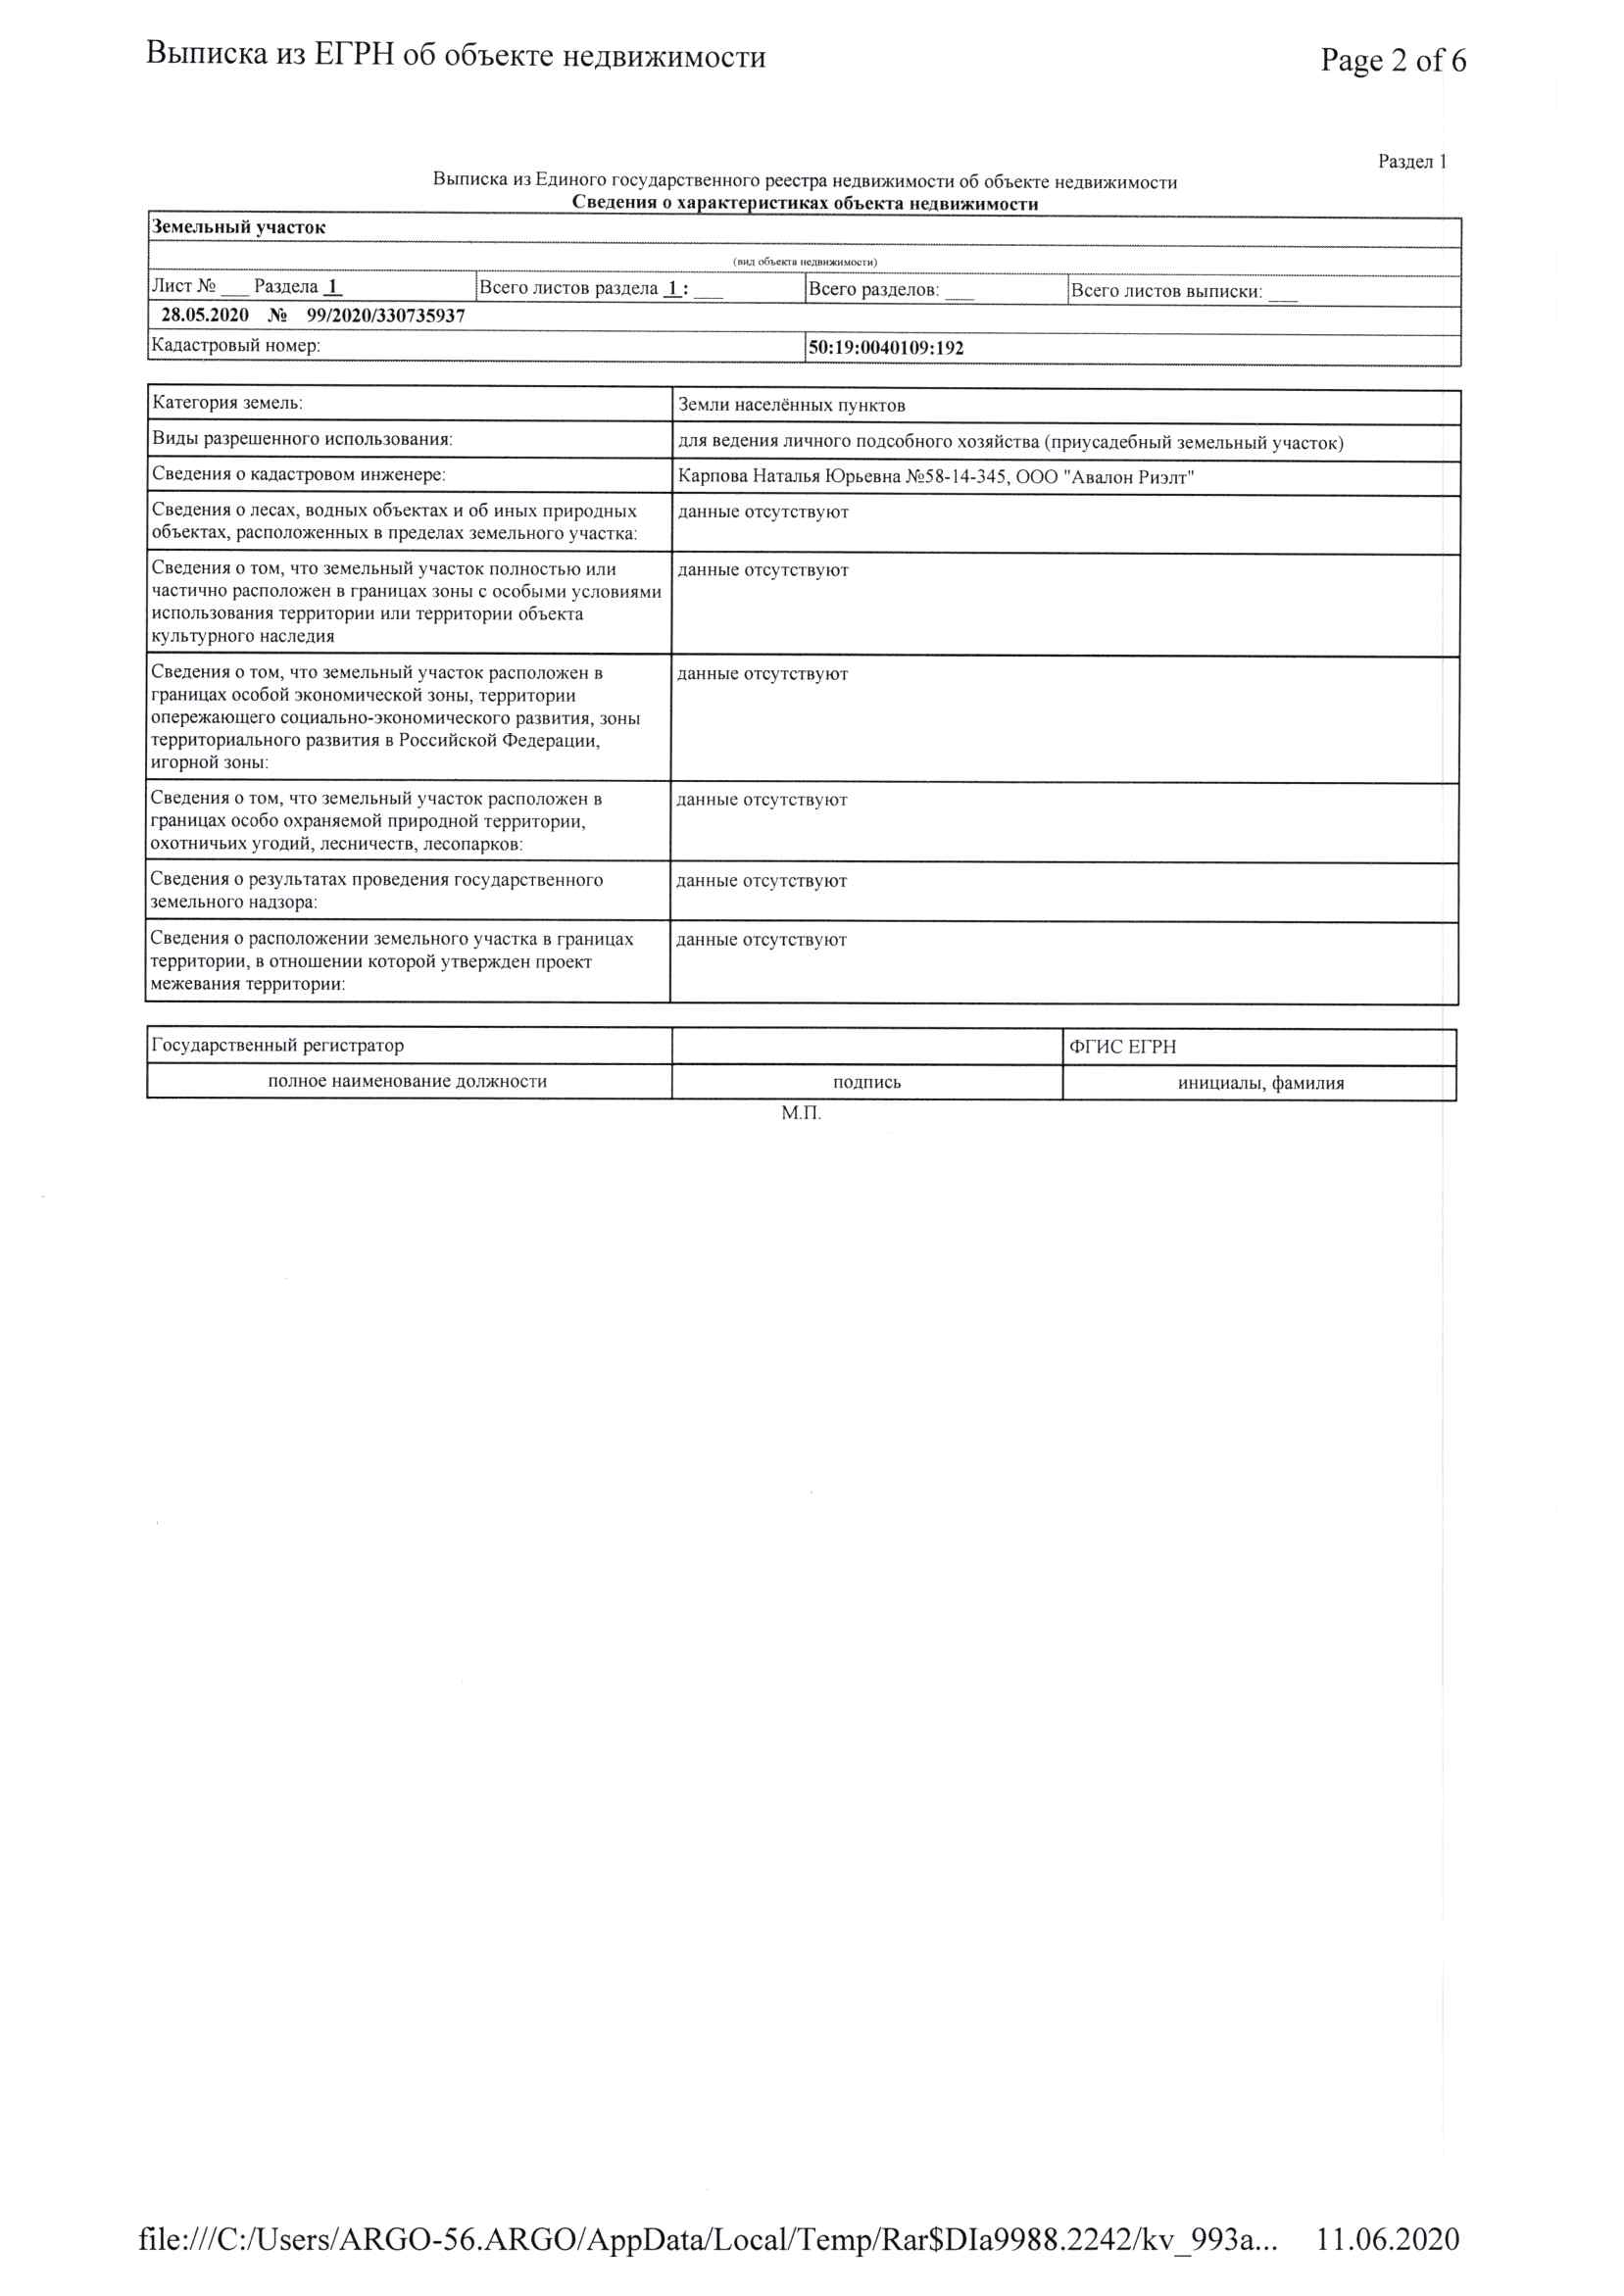 Выписка из ЕГРН об объекте недвижимости Page 2 of 6
Раздел 1
Выписка из Единого государственного реестра недвижимости об объекте недвижимости
Сведения о характеристиках объекта недвижимости
Земельный участок
(вид объекта недвижимости)
Лист № ___ Раздела 1 Всего листов раздела 1 : ___ Всего разделов: ___ Всего листов выписки: ___
28.05.2020 № 99/2020/330735937
Кадастровый номер: 50:19:0040109:192
Категория земель: Земли населённых пунктов
Виды разрешенного использования: для ведения личного подсобного хозяйства (приусадебный земельный участок)
Сведения о кадастровом инженере: Карпова Наталья Юрьевна №58-14-345, ООО "Авалон Риэлт"
Сведения о лесах, водных объектах и об иных природных
объектах, расположенных в пределах земельного участка:
данные отсутствуют
Сведения о том, что земельный участок полностью или
частично расположен в границах зоны с особыми условиями
использования территории или территории объекта
культурного наследия
данные отсутствуют
Сведения о том, что земельный участок расположен в
границах особой экономической зоны, территории
опережающего социально-экономического развития, зоны
территориального развития в Российской Федерации,
игорной зоны:
данные отсутствуют
Сведения о том, что земельный участок расположен в
границах особо охраняемой природной территории,
охотничьих угодий, лесничеств, лесопарков:
данные отсутствуют
Сведения о результатах проведения государственного
земельного надзора:
данные отсутствуют
Сведения о расположении земельного участка в границах
территории, в отношении которой утвержден проект
межевания территории:
данные отсутствуют
Государственный регистратор ФГИС ЕГРН
полное наименование должности подпись инициалы, фамилия
М.П.
file:///C:/Users/ARGO-56.ARGO/AppData/Local/Temp/Rar$DIa9988.2242/kv_993a... 11.06.2020